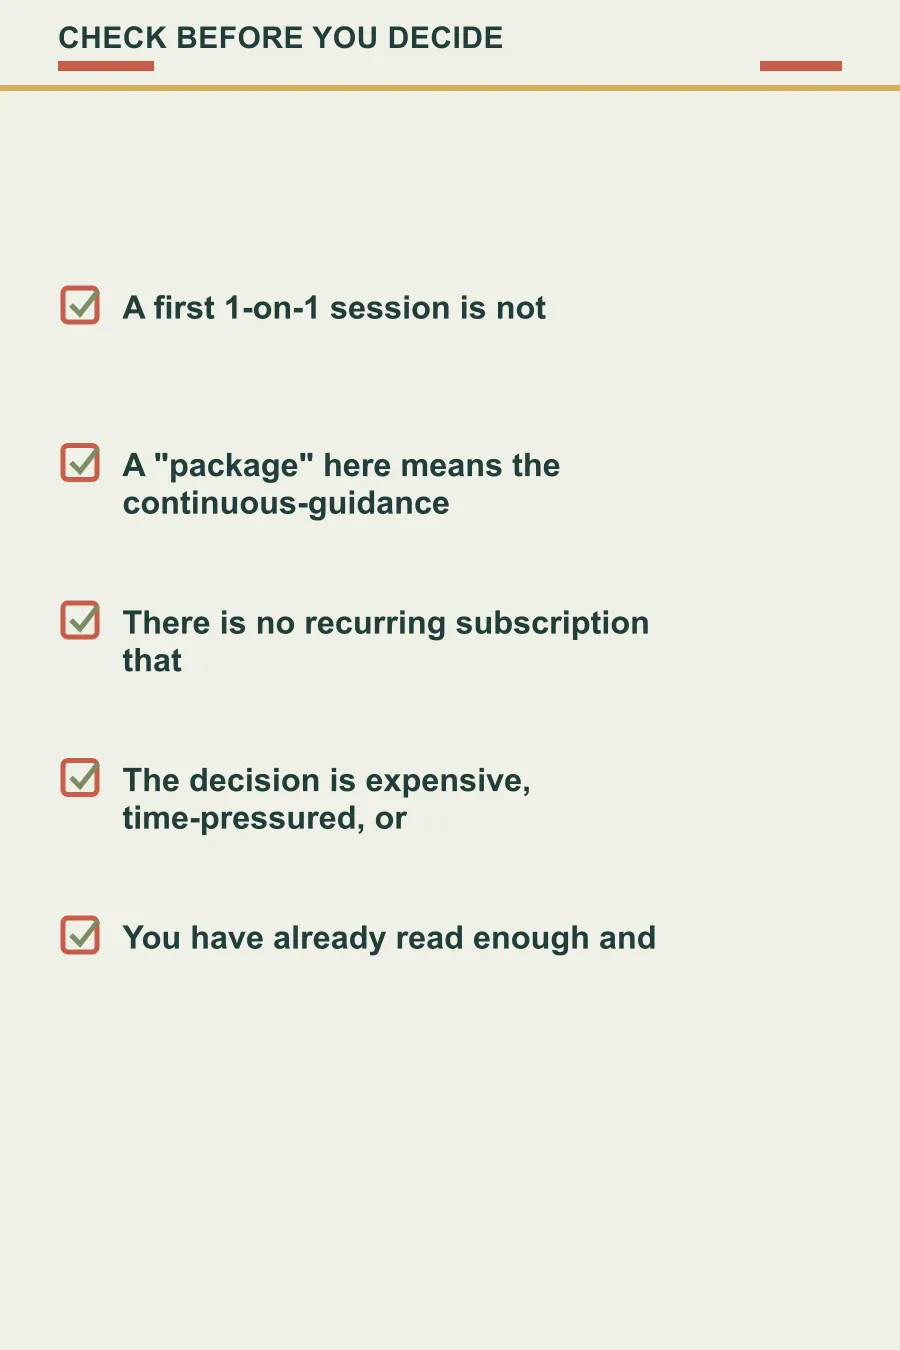 CHECK BEFORE YOU DECIDE
A first 1-on-1 session is not
A "package" here means the
continuous-guidance
There is no recurring subscription
that
The decision is expensive,
time-pressured, or
You have already read enough and